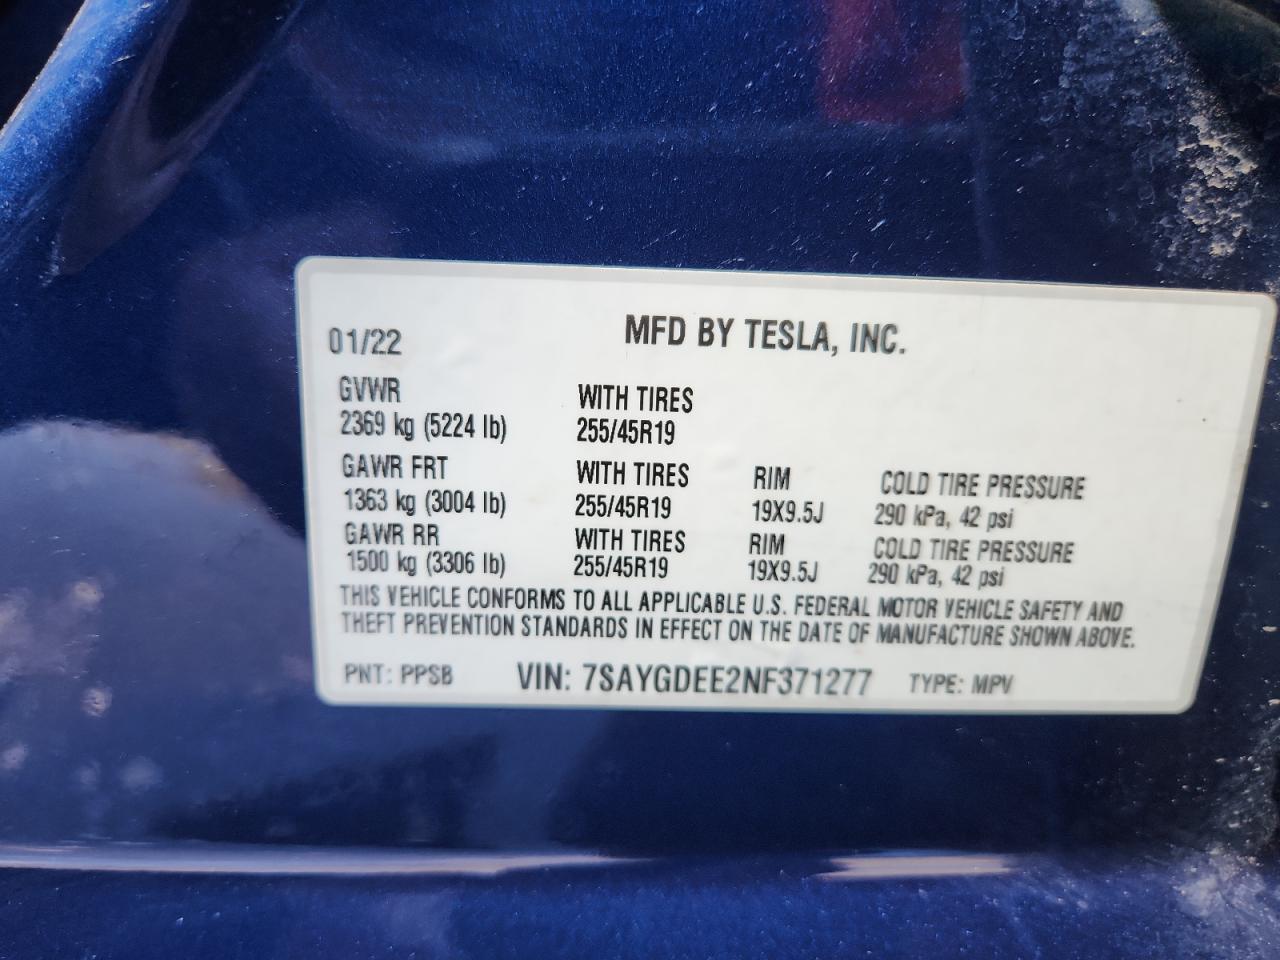 01/22 MFD BY TESLA, INC.
GVWR WITH TIRES
2369 kg (5224 lb) 255/45R19
GAWR FRT WITH TIRES RIM COLD TIRE PRESSURE
1363 kg (3004 lb) 255/45R19 19X9.5J 290 kPa, 42 psi
GAWR RR WITH TIRES RIM COLD TIRE PRESSURE
1500 kg (3306 lb) 255/45R19 19X9.5J 290 kPa, 42 psi
THIS VEHICLE CONFORMS TO ALL APPLICABLE U.S. FEDERAL MOTOR VEHICLE SAFETY AND
THEFT PREVENTION STANDARDS IN EFFECT ON THE DATE OF MANUFACTURE SHOWN ABOVE.
PNT: PPSB VIN: 7SAYGDEE2NF371277 TYPE: MPV